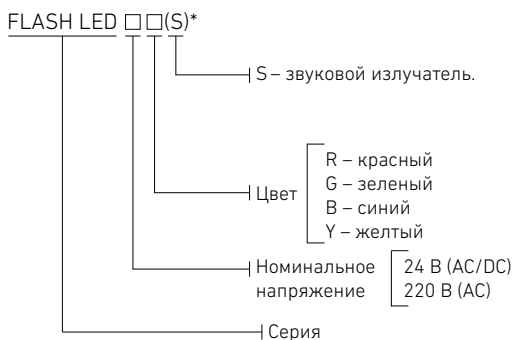 FLASH LED □ □(S)*
S – звуковой излучатель.
Цвет
R – красный
G – зеленый
B – синий
Y – желтый
Номинальное
напряжение
24 В (AC/DC)
220 В (AC)
Серия